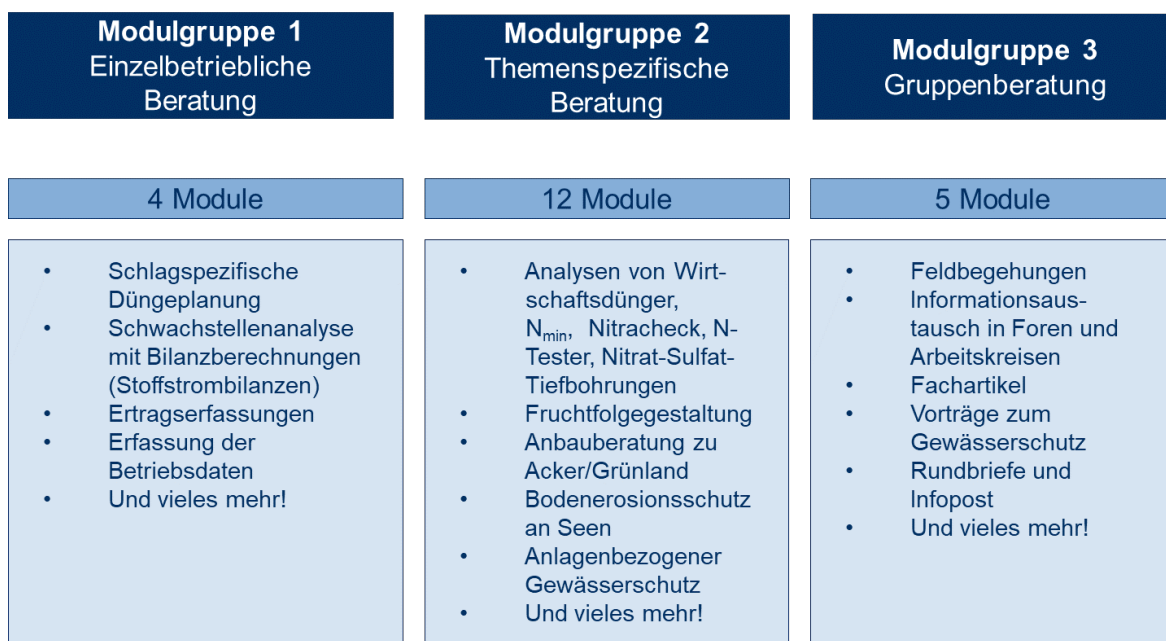 Modulgruppe 1
Einzelbetriebliche
Beratung
4 Module
• Schlagspezifische
Düngeplanung
• Schwachstellenanalyse
mit Bilanzberechnungen
(Stoffstrombilanzen)
• Ertragserfassungen
• Erfassung der
Betriebsdaten
• Und vieles mehr!
Modulgruppe 2
Themenspezifische
Beratung
12 Module
• Analysen von Wirt-
schaftsdünger,
Nmin, Nitracheck, N-
Tester, Nitrat-Sulfat-
Tiefbohrungen
• Fruchtfolgegestaltung
• Anbauberatung zu
Acker/Grünland
• Bodenerosionsschutz
an Seen
• Anlagenbezogener
Gewässerschutz
• Und vieles mehr!
Modulgruppe 3
Gruppenberatung
5 Module
• Feldbegehungen
• Informationsaus-
tausch in Foren und
Arbeitskreisen
• Fachartikel
• Vorträge zum
Gewässerschutz
• Rundbriefe und
Infopost
• Und vieles mehr!